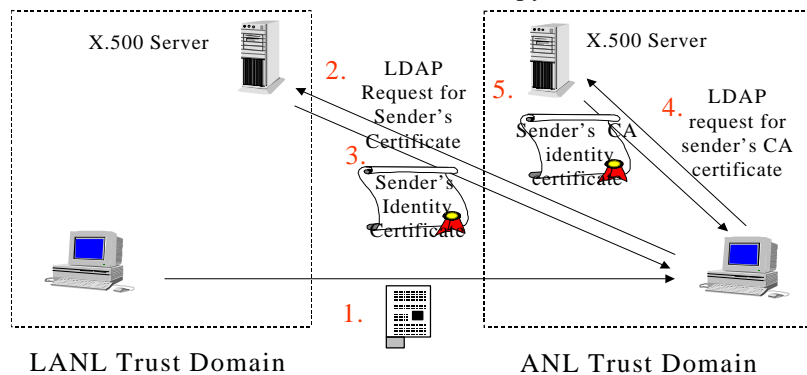 X.500 Server
X.500 Server
2.
LDAP
Request for
Sender's
Certificate
5.
4.
LDAP
request for
sender's CA
certificate
Sender's CA
identity
certificate
3.
Sender's
Identity
Certificate
1.
LANL Trust Domain
ANL Trust Domain